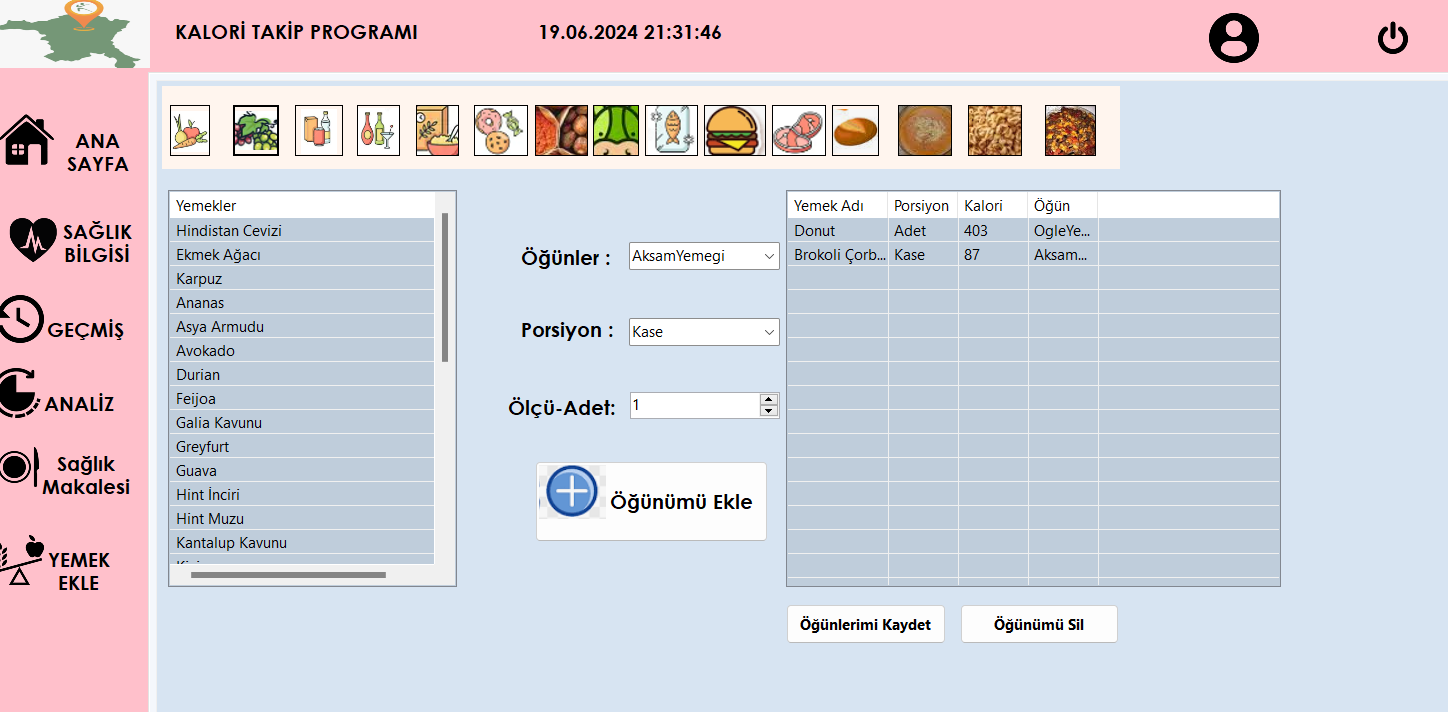 KALORİ TAKİP PROGRAMI
19.06.2024 21:31:46
ANA
SAYFA
SAĞLIK
BİLGİSİ
GEÇMİŞ
ANALİZ
Sağlık
Makalesi
YEMEK
EKLE
Yemekler
Hindistan Cevizi
Ekmek Ağacı
Karpuz
Ananas
Asya Armudu
Avokado
Durian
Feijoa
Galia Kavunu
Greyfurt
Guava
Hint İnciri
Hint Muzu
Kantalup Kavunu
Öğünler : AksamYemegi
Porsiyon : Kase
Ölçü-Adet: 1
Öğünümü Ekle
Yemek Adı Porsiyon Kalori Öğün
Donut Adet 403 OgleYe...
Brokoli Çorb... Kase 87 Aksam...
Öğünlerimi Kaydet
Öğünümü Sil